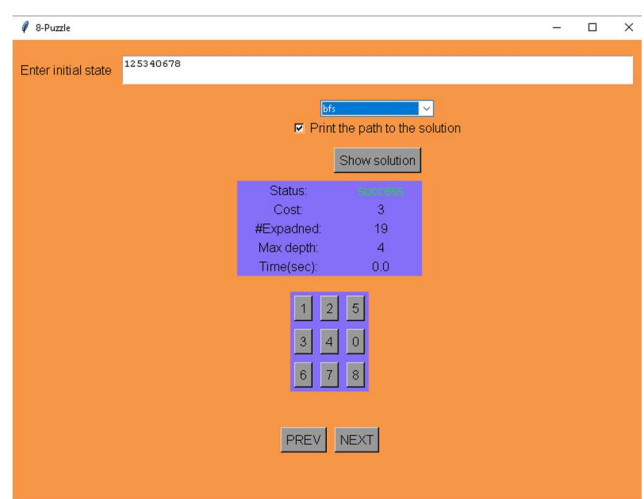 8-Puzzle
Enter initial state 125340678
bfs
Print the path to the solution
Show solution
Status: success
Cost: 3
#Expadned: 19
Max depth: 4
Time(sec): 0.0
1 2 5
3 4 0
6 7 8
PREV NEXT